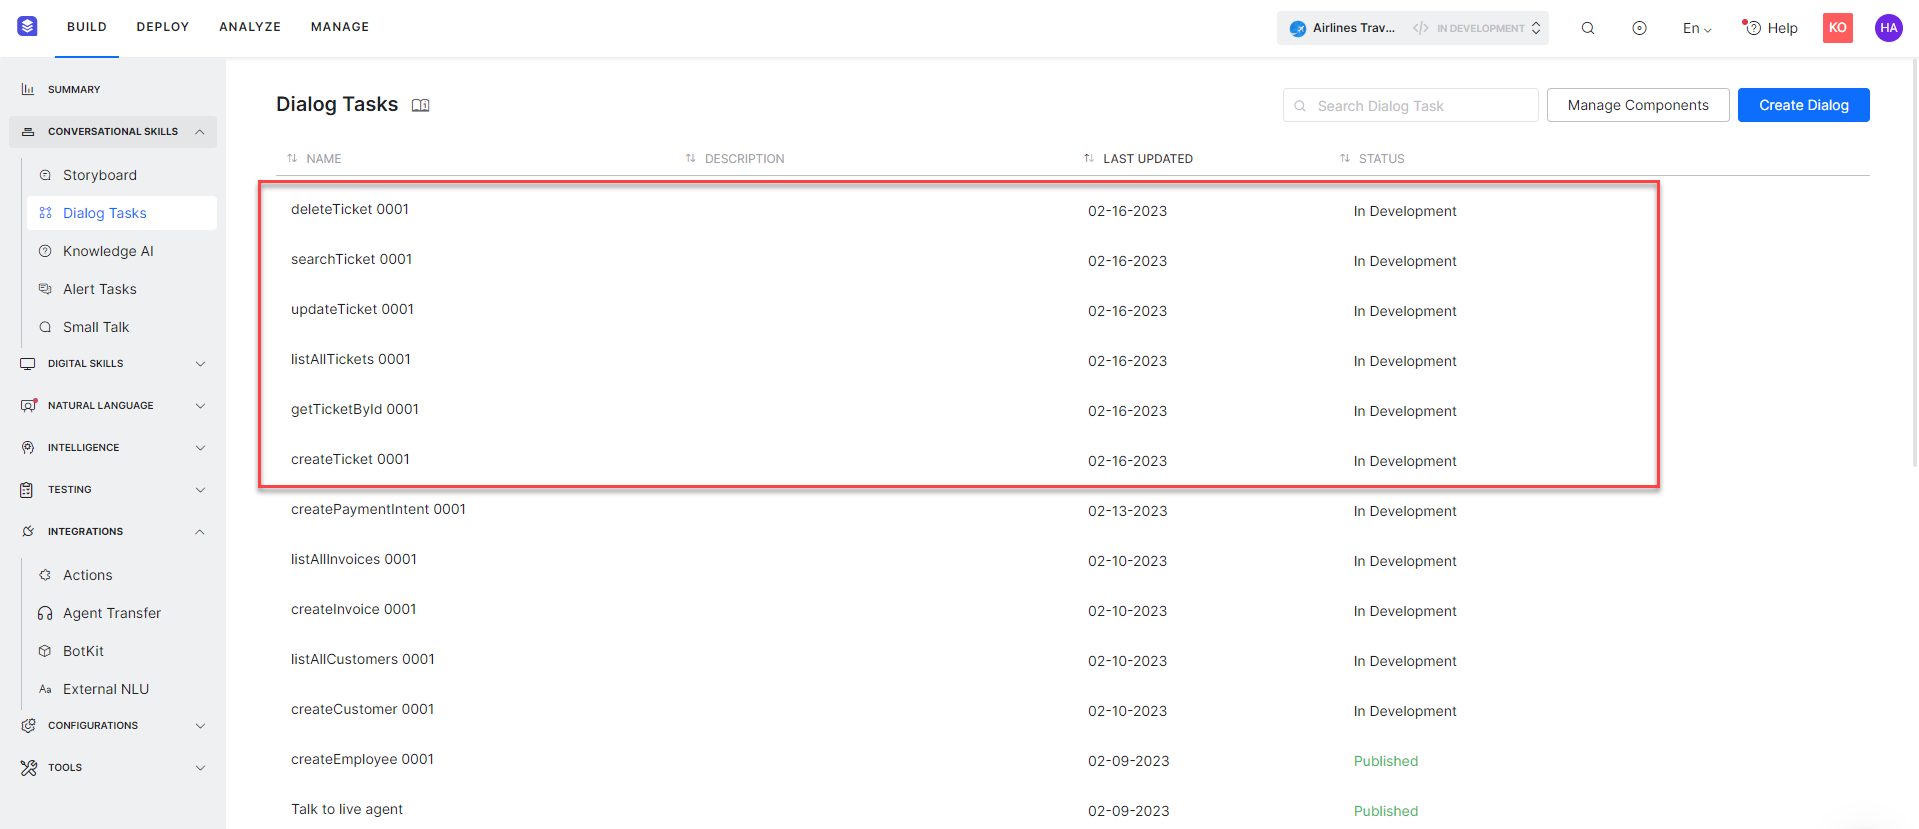 BUILD DEPLOY ANALYZE MANAGE Airlines Trav... </> IN DEVELOPMENT En Help KO HA
SUMMARY
CONVERSATIONAL SKILLS
Storyboard
Dialog Tasks
Knowledge AI
Alert Tasks
Small Talk
DIGITAL SKILLS
NATURAL LANGUAGE
INTELLIGENCE
TESTING
INTEGRATIONS
Actions
Agent Transfer
BotKit
Aa External NLU
CONFIGURATIONS
TOOLS
Dialog Tasks Search Dialog Task Manage Components Create Dialog
NAME DESCRIPTION LAST UPDATED STATUS
deleteTicket 0001 02-16-2023 In Development
searchTicket 0001 02-16-2023 In Development
updateTicket 0001 02-16-2023 In Development
listAllTickets 0001 02-16-2023 In Development
getTicketById 0001 02-16-2023 In Development
createTicket 0001 02-16-2023 In Development
createPaymentIntent 0001 02-13-2023 In Development
listAllInvoices 0001 02-10-2023 In Development
createInvoice 0001 02-10-2023 In Development
listAllCustomers 0001 02-10-2023 In Development
createCustomer 0001 02-10-2023 In Development
createEmployee 0001 02-09-2023 Published
Talk to live agent 02-09-2023 Published